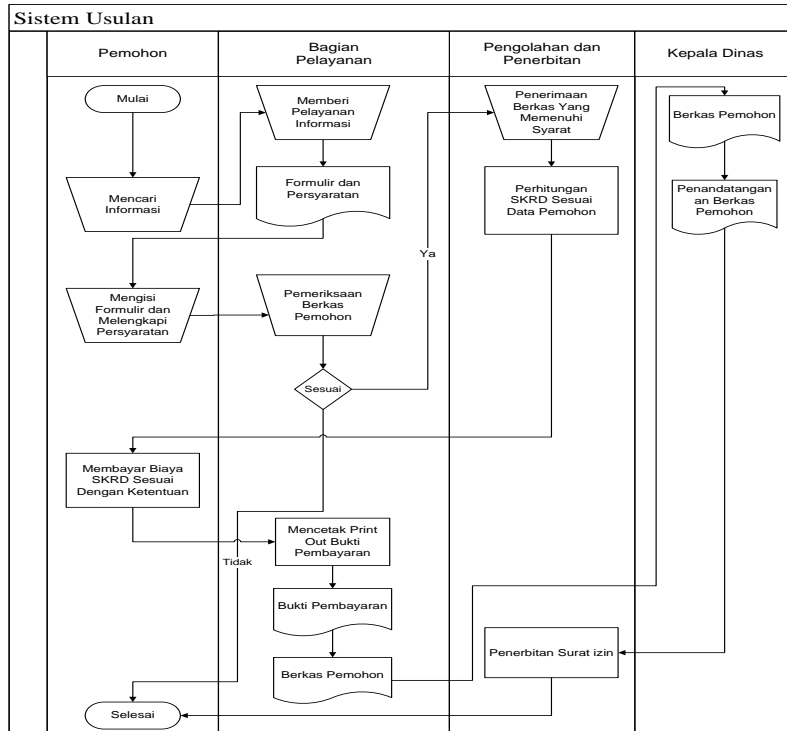 Sistem Usulan
Pemohon
Bagian
Pelayanan
Pengolahan dan
Penerbitan
Kepala Dinas
Mulai
Memberi
Pelayanan
Informasi
Penerimaan
Berkas Yang
Memenuhi
Syarat
Berkas Pemohon
Mencari
Informasi
Formulir dan
Persyaratan
Perhitungan
SKRD Sesuai
Data Pemohon
Penandatangan
an Berkas
Pemohon
Ya
Mengisi
Formulir dan
Melengkapi
Persyaratan
Pemeriksaan
Berkas
Pemohon
Sesuai
Membayar Biaya
SKRD Sesuai
Dengan Ketentuan
Mencetak Print
Out Bukti
Pembayaran
Tidak
Bukti Pembayaran
Berkas Pemohon
Penerbitan Surat izin
Selesai